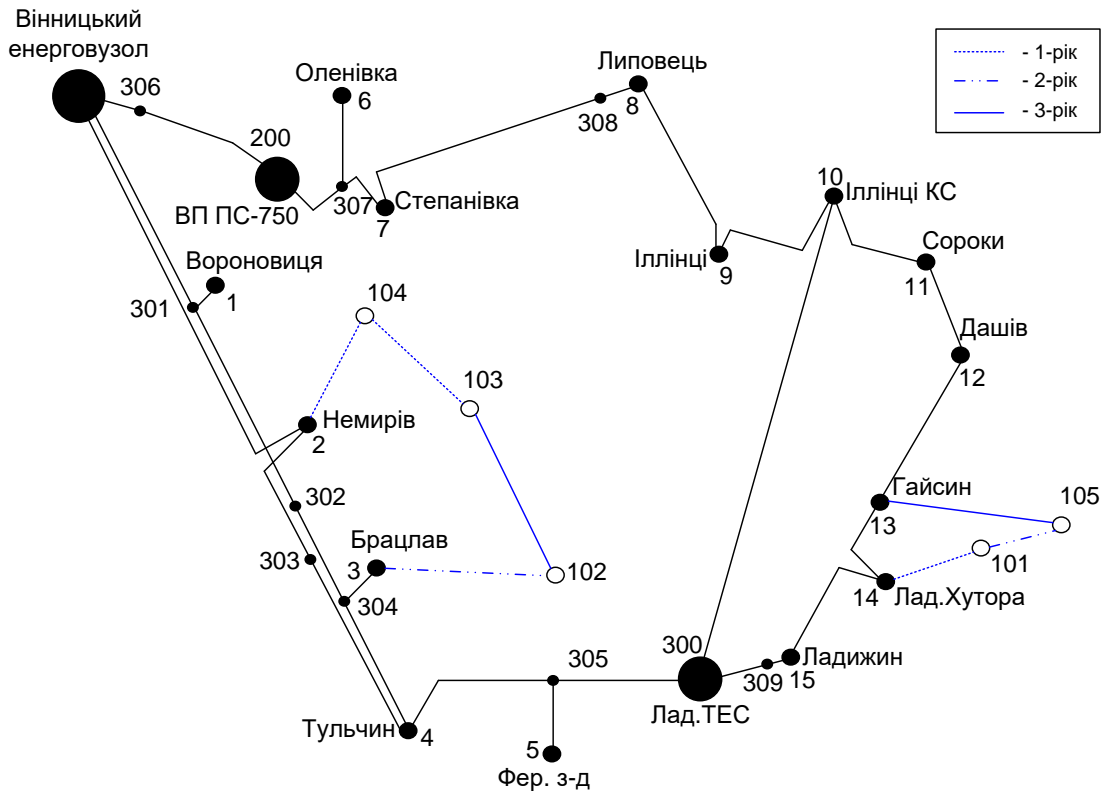 Вінницький
енерговузол
306
Оленівка
6
Липовець
8
308
200
ВП ПС-750
307
Степанівка
7
10
Іллінці КС
Сороки
11
Іллінці
9
Вороновиця
1
301
104
Дашів
12
103
Немирів
2
302
303
Брацлав
3
304
102
Гайсин
13
105
101
14
Лад.Хутора
300
305
Ладижин
309
15
Лад.ТЕС
Тульчин
4
5
Фер. з-д
- 1-рік
- 2-рік
- 3-рік